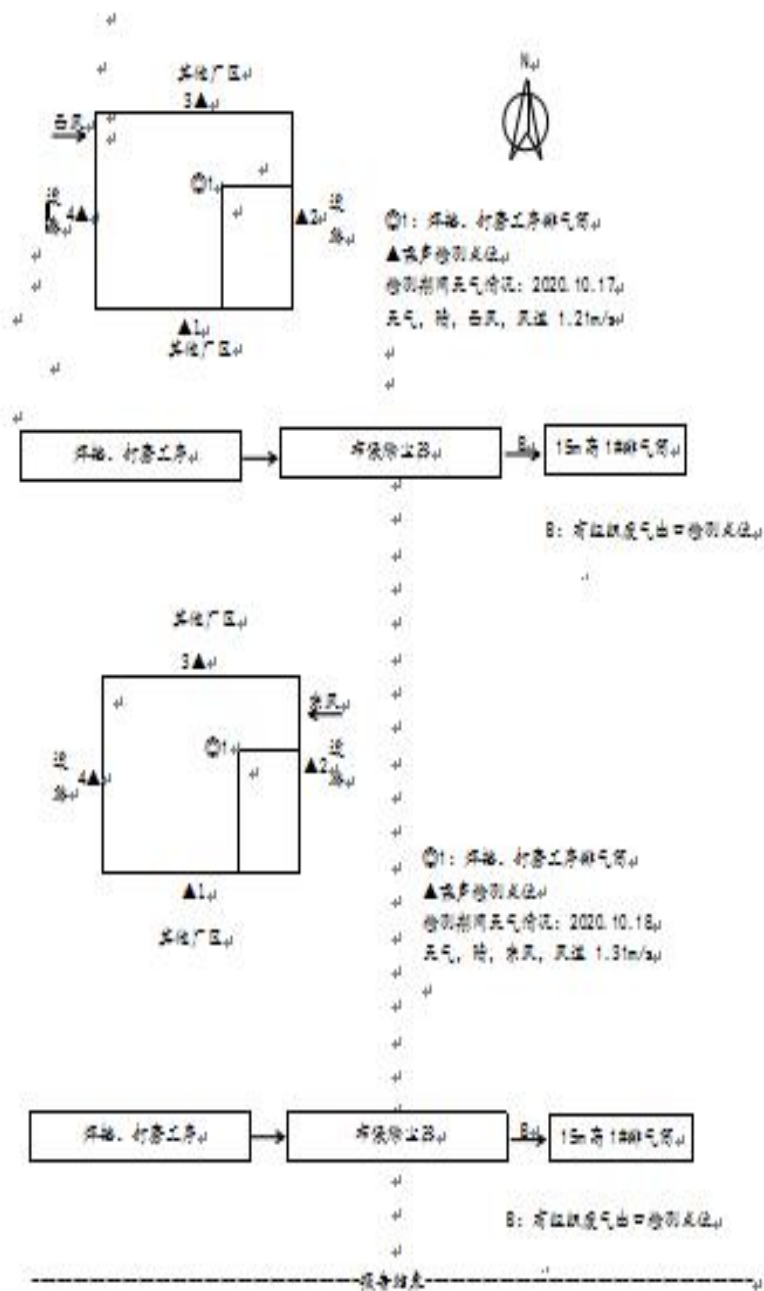 其他厂区
3▲
N
西风
◎1
道路
4▲
▲2
道路
▲1
其他厂区
◎1：焊接、打磨工序排气筒
▲噪声检测点位
检测期间天气情况：2020.10.17
天气，阴，西风，风速 1.21m/s
焊接、打磨工序
布袋除尘器
B
15m高1#排气筒
B：有组织废气出口检测点位
其他厂区
3▲
东风
◎1
道路
4▲
▲2
道路
▲1
其他厂区
◎1：焊接、打磨工序排气筒
▲噪声检测点位
检测期间天气情况：2020.10.18
天气，阴，东风，风速 1.31m/s
焊接、打磨工序
布袋除尘器
B
15m高1#排气筒
B：有组织废气出口检测点位
报告结束